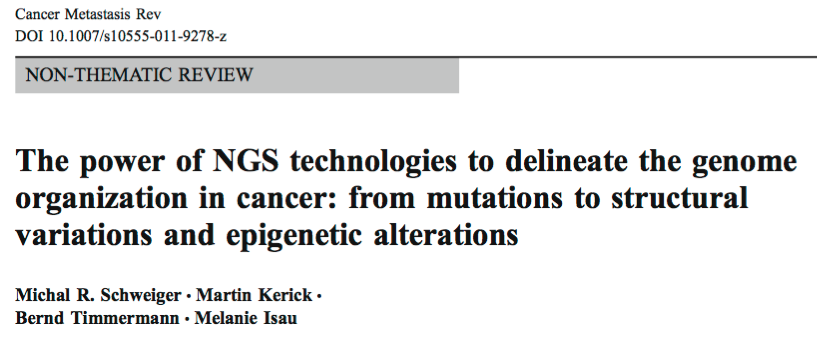 Cancer Metastasis Rev
DOI 10.1007/s10555-011-9278-z
NON-THEMATIC REVIEW
The power of NGS technologies to delineate the genome
organization in cancer: from mutations to structural
variations and epigenetic alterations
Michal R. Schweiger · Martin Kerick ·
Bernd Timmermann · Melanie Isau